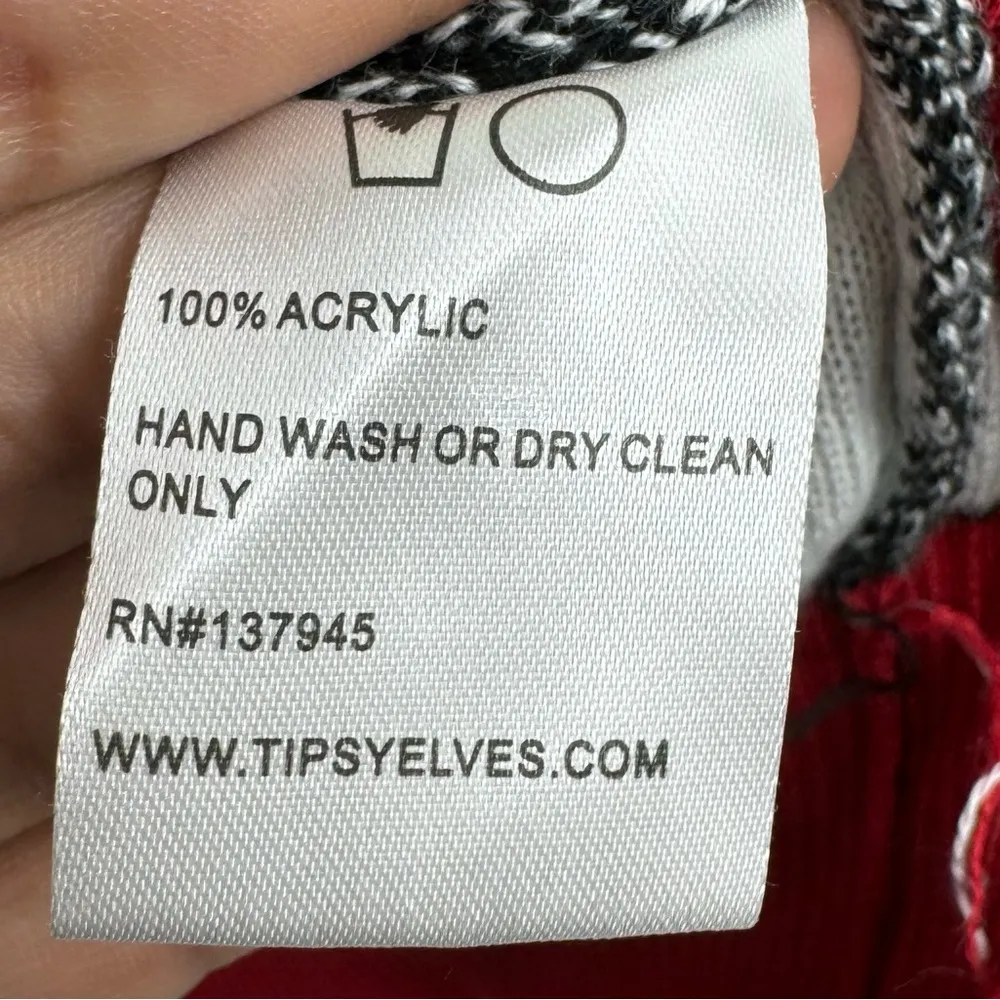 100% ACRYLIC
HAND WASH OR DRY CLEAN
ONLY
RN#137945
WWW.TIPSYELVES.COM